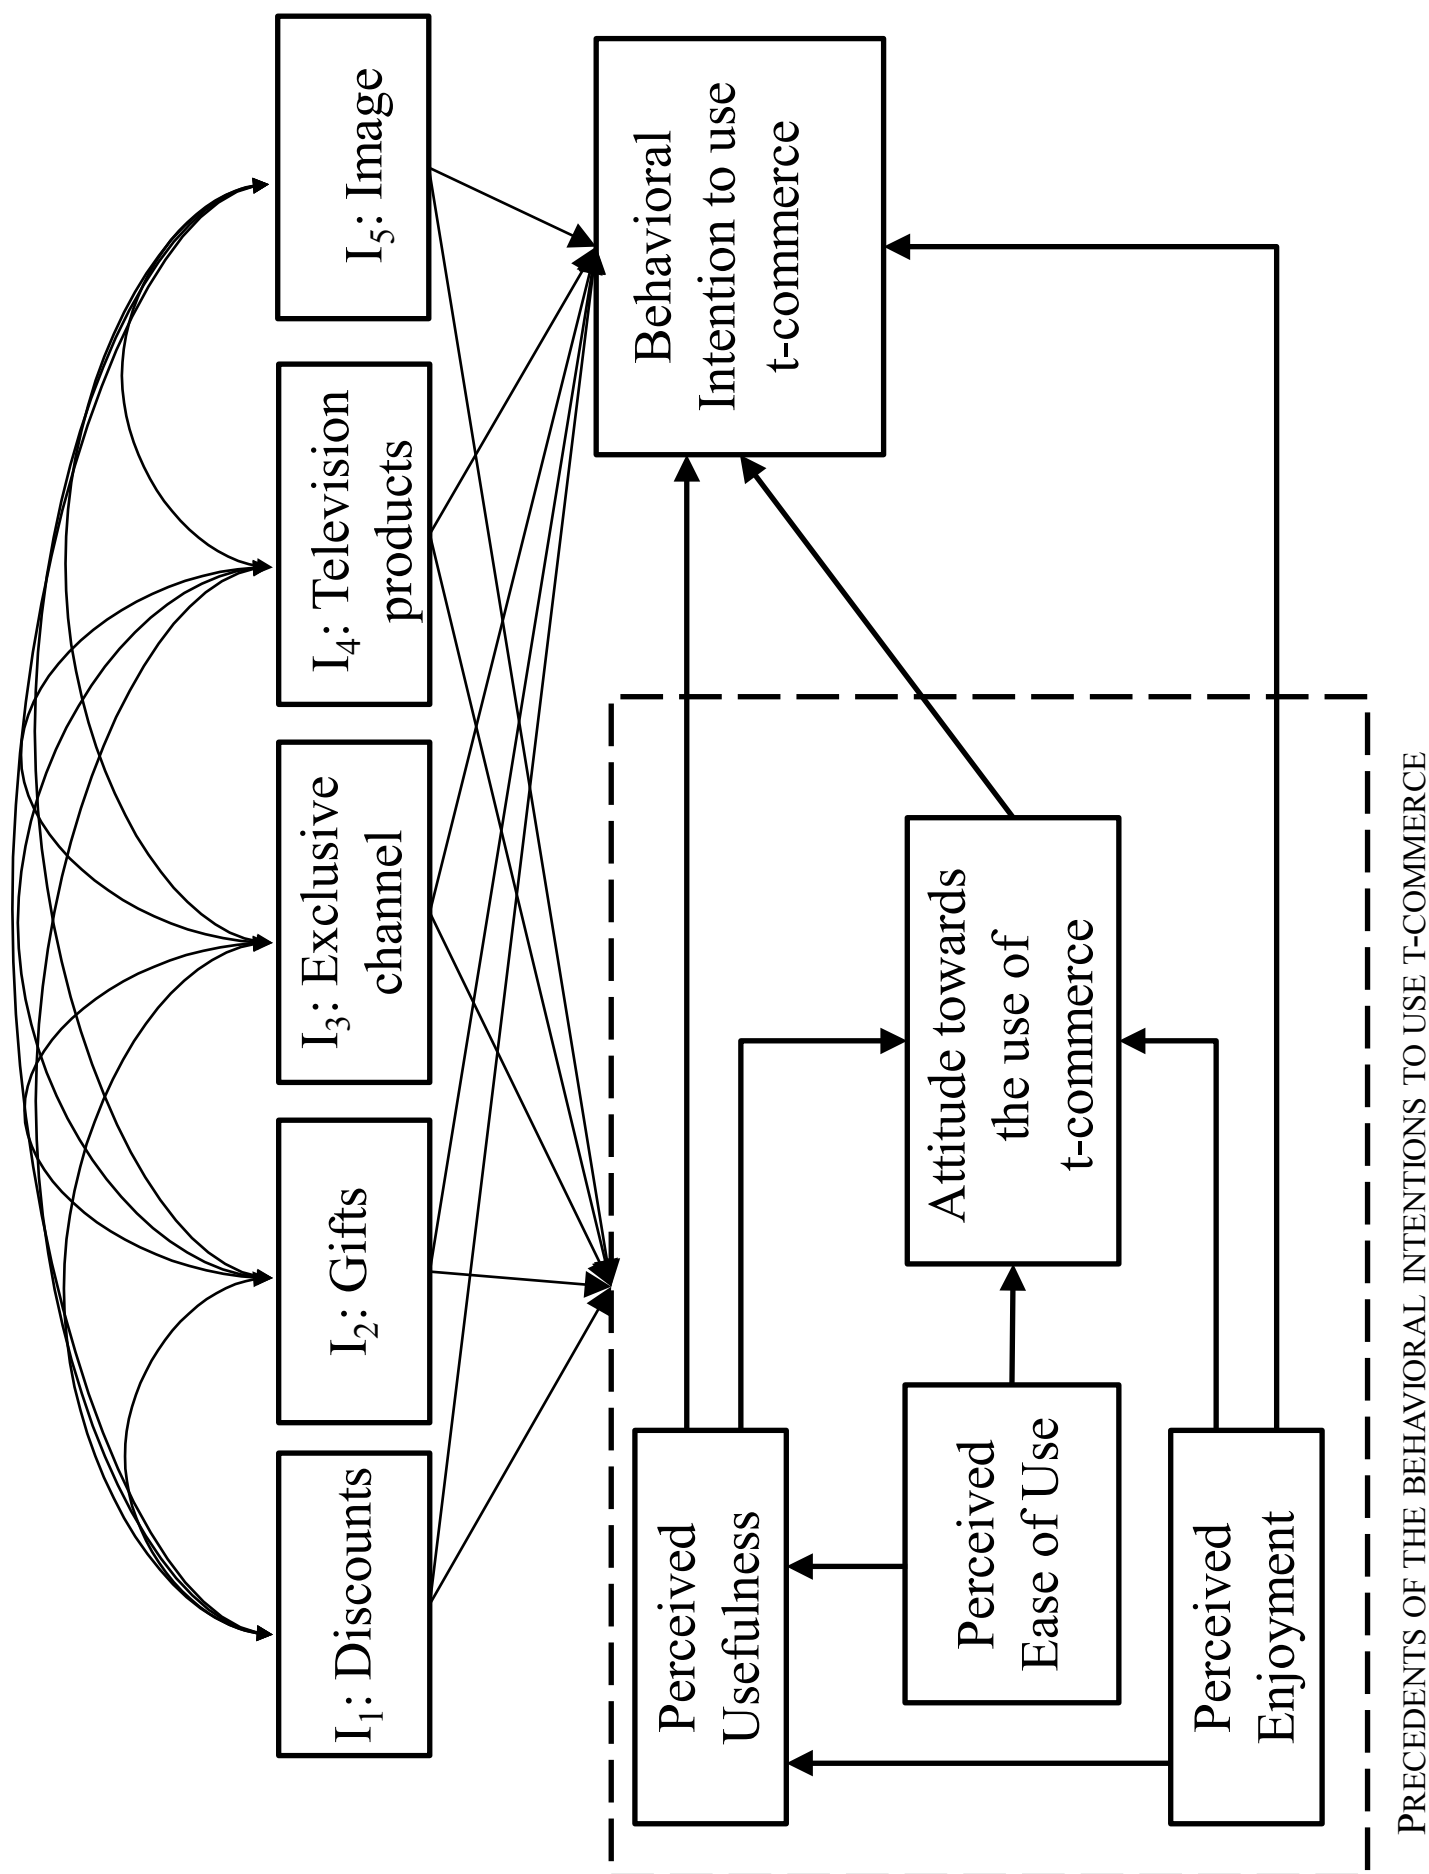 I1: Discounts
I2: Gifts
I3: Exclusive
channel
I4: Television
products
I5: Image
Perceived
Usefulness
Perceived
Ease of Use
Perceived
Enjoyment
Attitude towards
the use of
t-commerce
Behavioral
Intention to use
t-commerce
PRECEDENTS OF THE BEHAVIORAL INTENTIONS TO USE T-COMMERCE